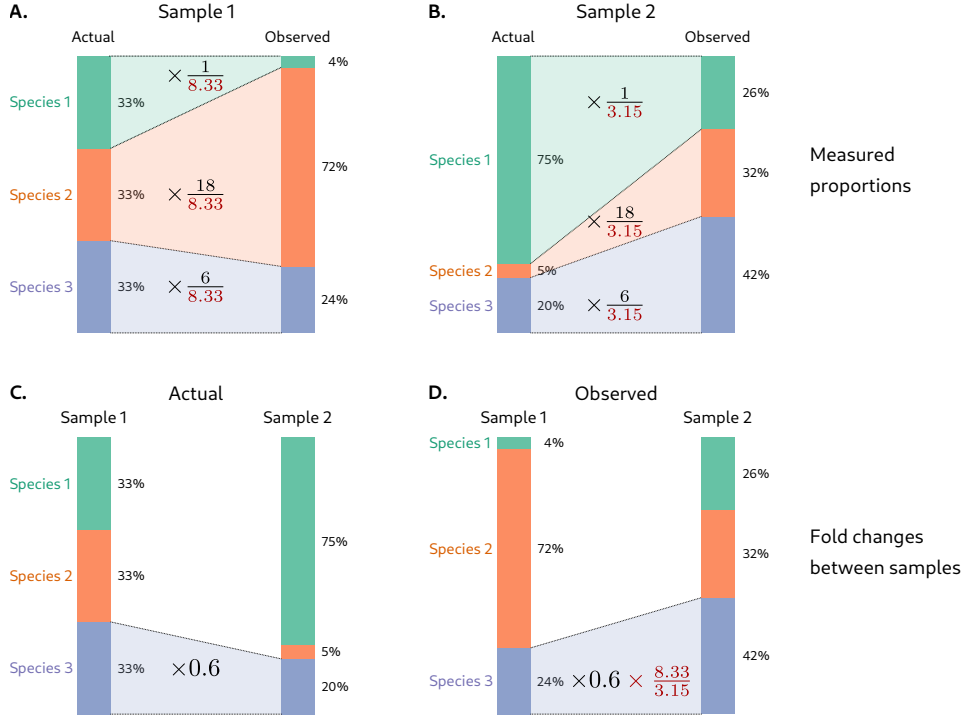 A.
Sample 1
Actual
Observed
Species 1
33%
× 1/8.33
4%
Species 2
33%
× 18/8.33
72%
Species 3
33%
× 6/8.33
24%
B.
Sample 2
Actual
Observed
Species 1
75%
× 1/3.15
26%
Species 2
5%
× 18/3.15
32%
Species 3
20%
× 6/3.15
42%
Measured
proportions
C.
Actual
Sample 1
Sample 2
Species 1
33%
75%
Species 2
33%
5%
Species 3
33%
×0.6
20%
D.
Observed
Sample 1
Sample 2
Species 1
4%
26%
Species 2
72%
32%
Species 3
24%
×0.6 × 8.33/3.15
42%
Fold changes
between samples